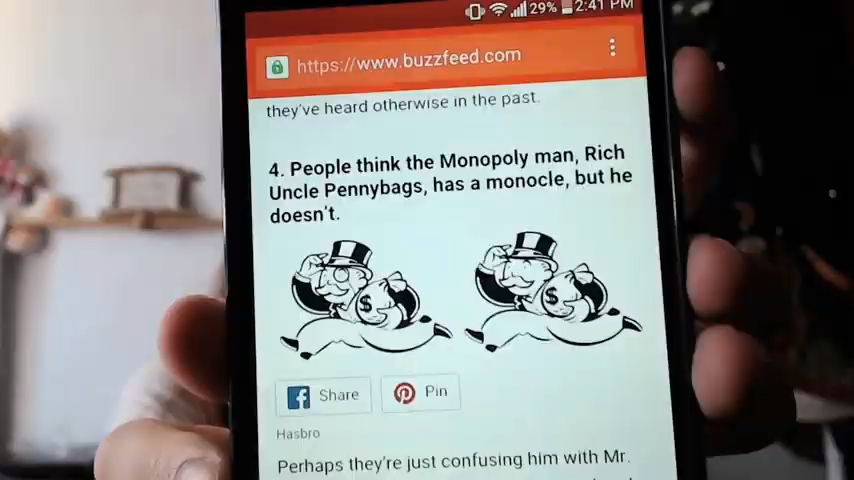 29% 2:41 PM
https://www.buzzfeed.com
they've heard otherwise in the past.
4. People think the Monopoly man, Rich
Uncle Pennybags, has a monocle, but he
doesn't.
$ $
Share Pin
Hasbro
Perhaps they're just confusing him with Mr.